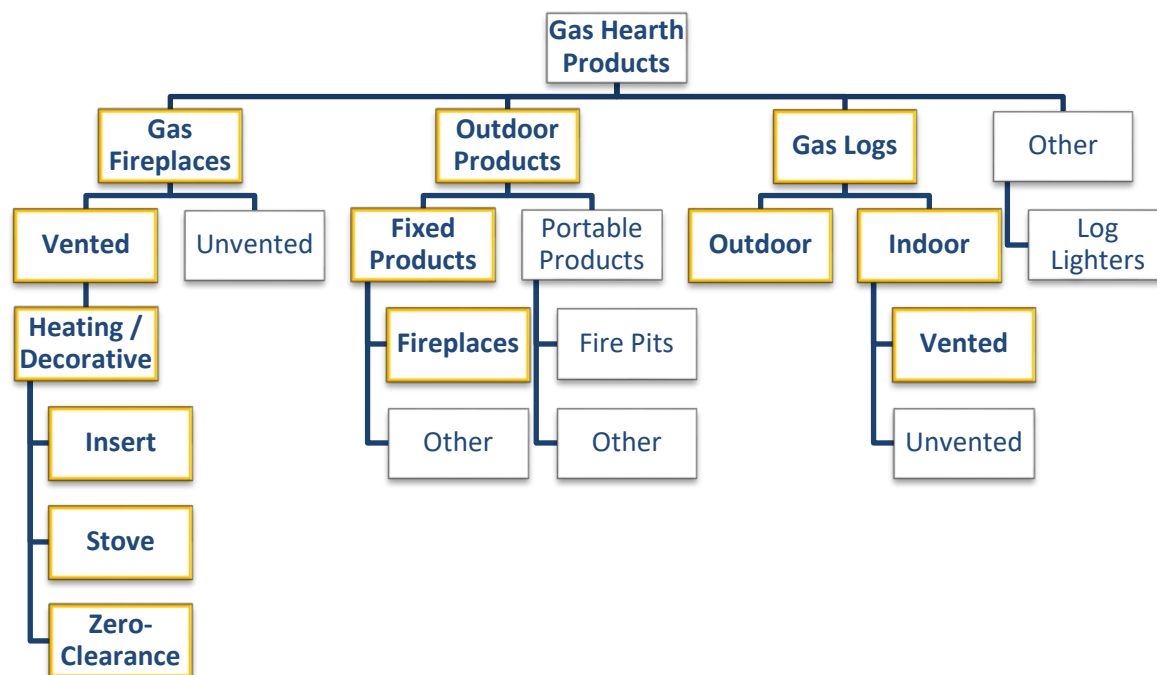 Gas Hearth
Products
Gas
Fireplaces
Outdoor
Products
Gas Logs
Other
Vented
Unvented
Fixed
Products
Portable
Products
Outdoor
Indoor
Log
Lighters
Heating /
Decorative
Fireplaces
Fire Pits
Vented
Insert
Other
Other
Unvented
Stove
Zero-
Clearance